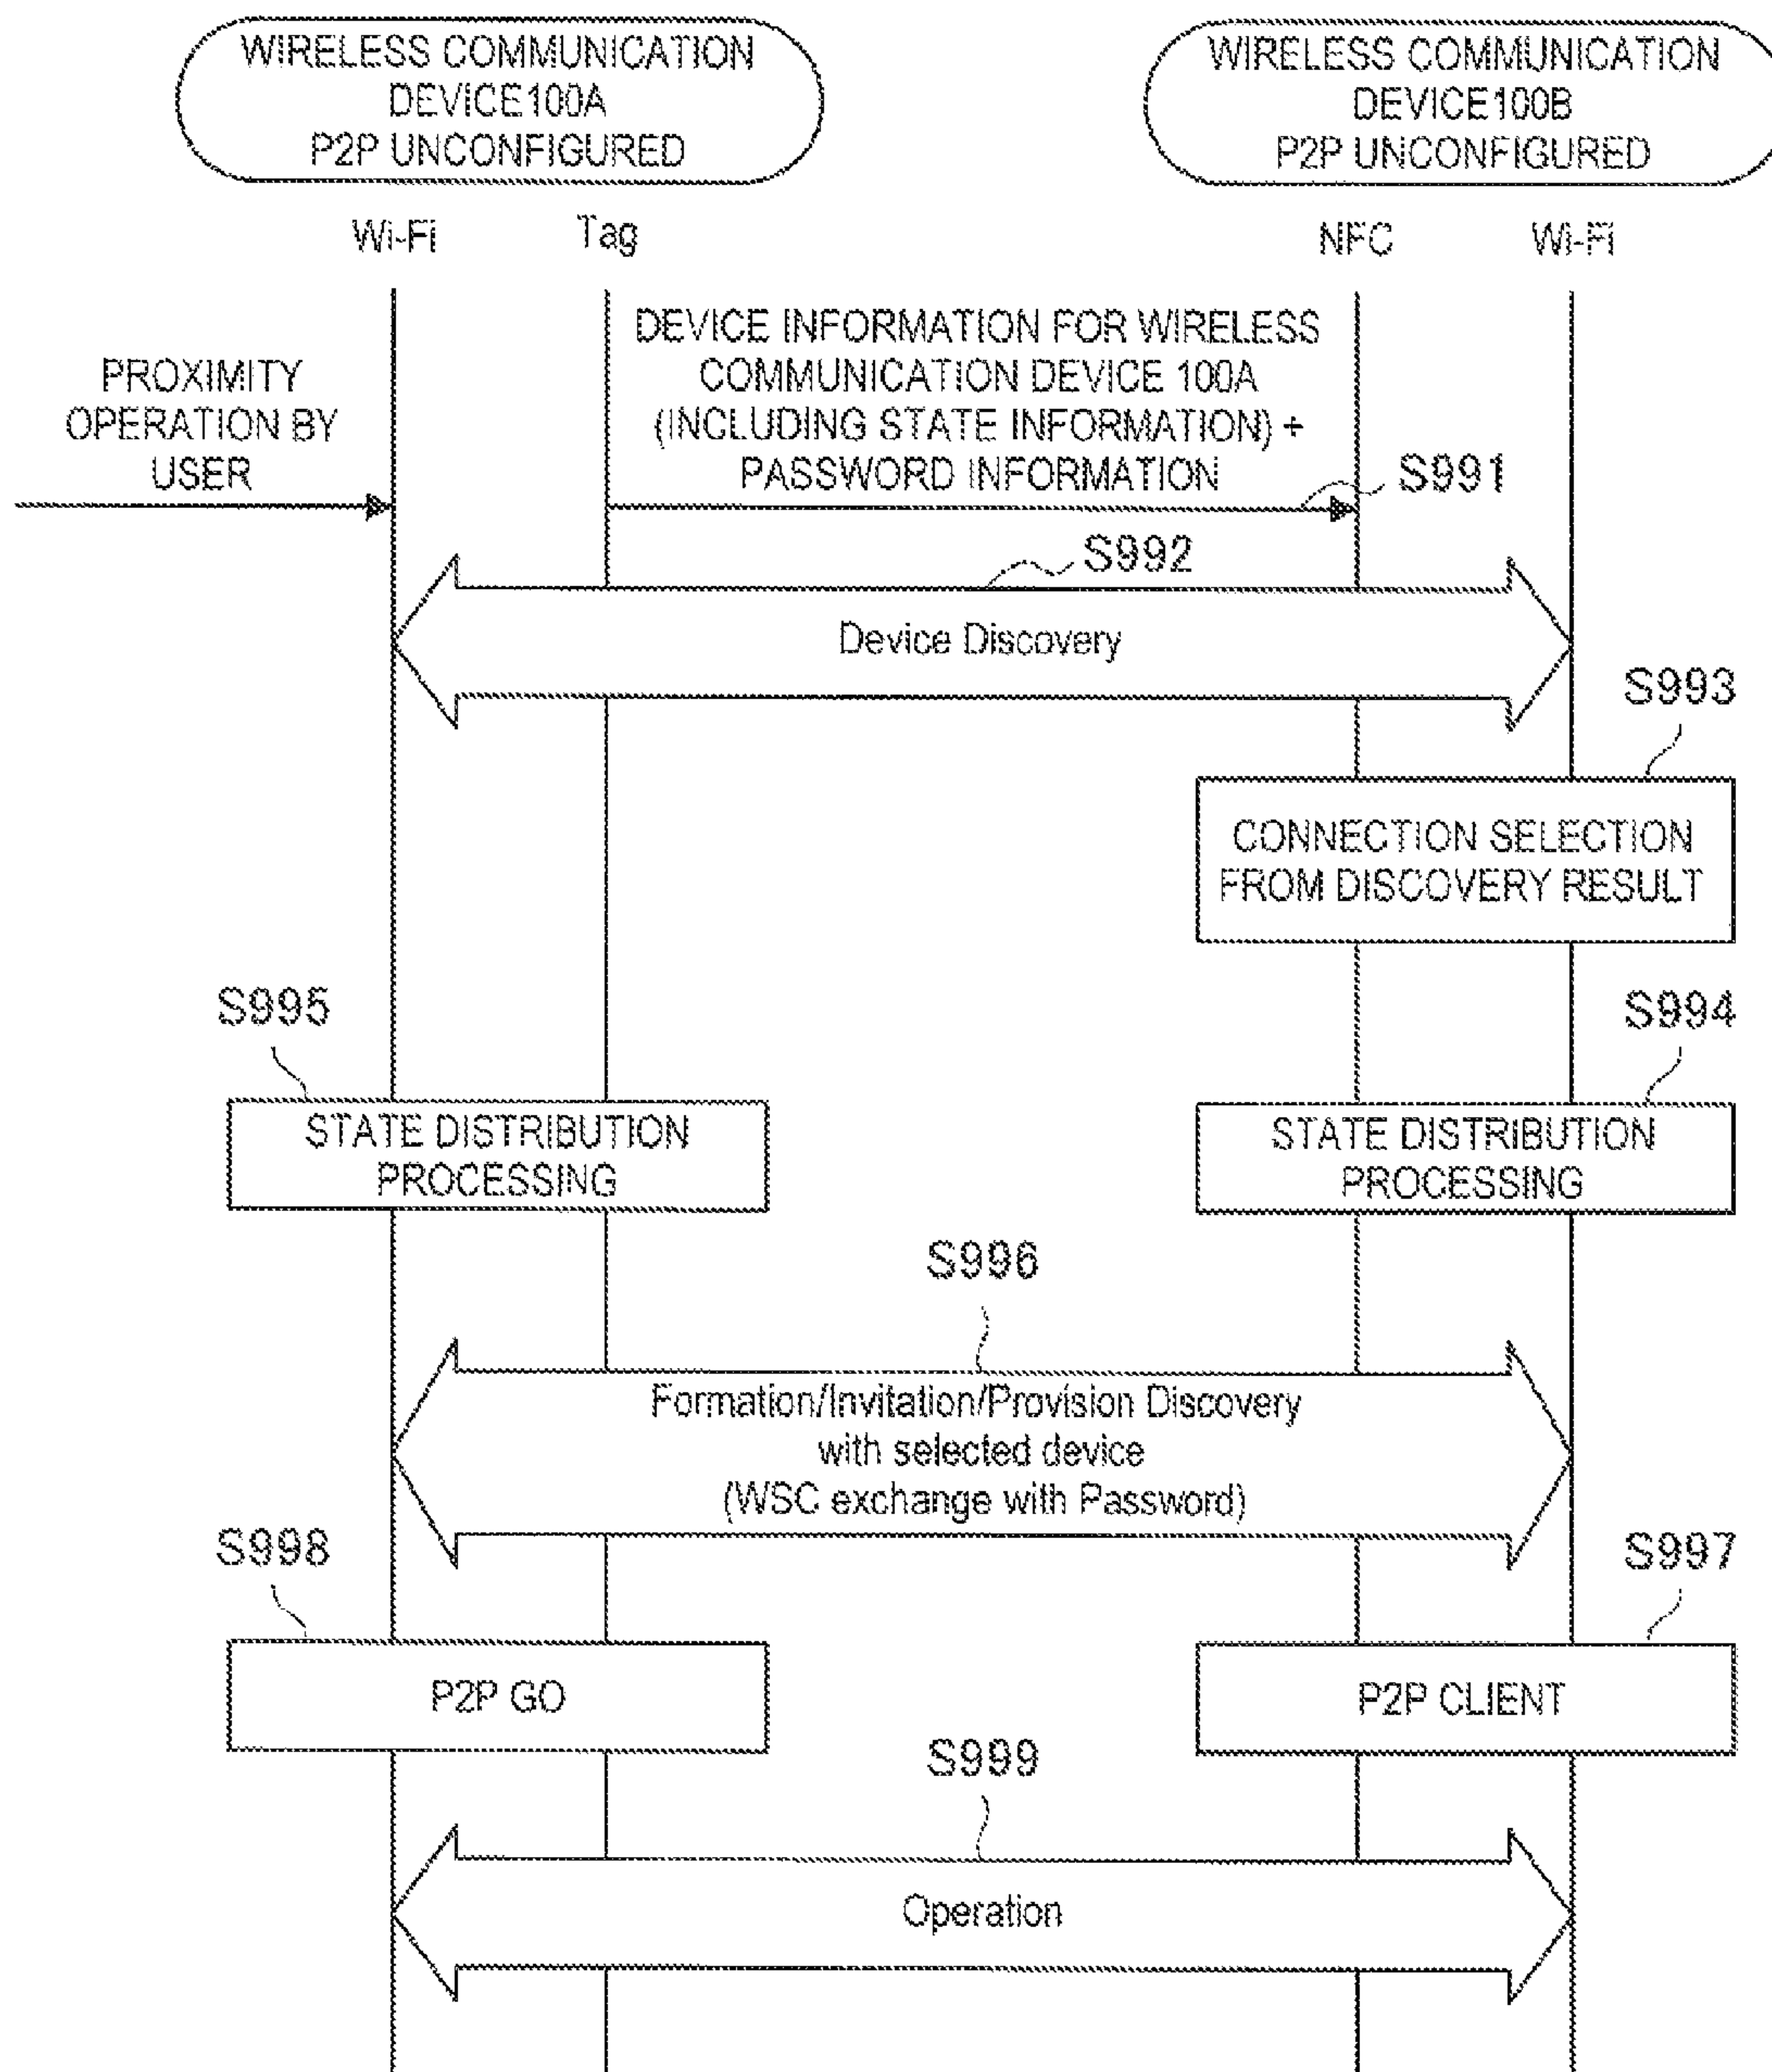 WIRELESS COMMUNICATION
DEVICE100A
P2P UNCONFIGURED
WIRELESS COMMUNICATION
DEVICE100B
P2P UNCONFIGURED
Wi-Fi
Tag
NFC
Wi-Fi
PROXIMITY
OPERATION BY
USER
DEVICE INFORMATION FOR WIRELESS
COMMUNICATION DEVICE 100A
(INCLUDING STATE INFORMATION) +
PASSWORD INFORMATION
S991
S992
Device Discovery
S993
CONNECTION SELECTION
FROM DISCOVERY RESULT
S995
S994
STATE DISTRIBUTION
PROCESSING
STATE DISTRIBUTION
PROCESSING
S996
Formation/Invitation/Provision Discovery
with selected device
(WSC exchange with Password)
S998
S997
P2P GO
P2P CLIENT
S999
Operation